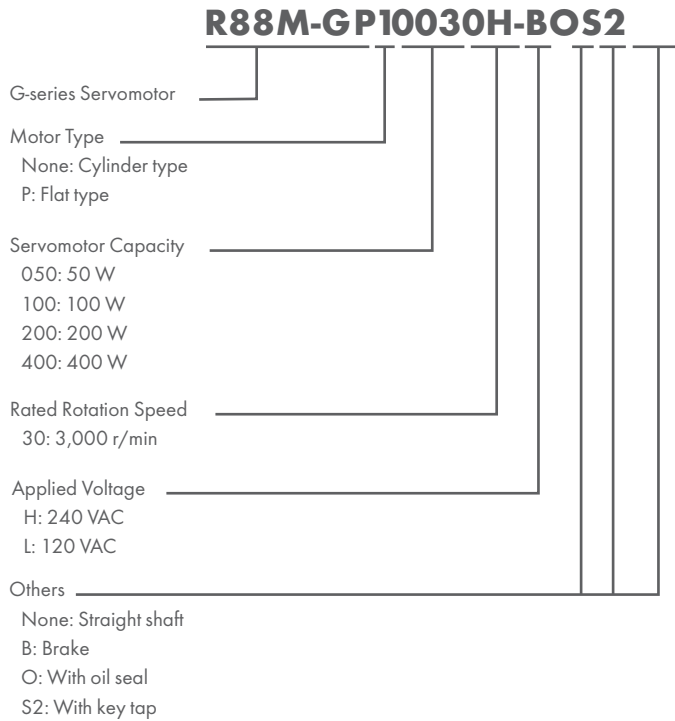 R88M-GP10030H-BOS2
G-series Servomotor
Motor Type
None: Cylinder type
P: Flat type
Servomotor Capacity
050: 50 W
100: 100 W
200: 200 W
400: 400 W
Rated Rotation Speed
30: 3,000 r/min
Applied Voltage
H: 240 VAC
L: 120 VAC
Others
None: Straight shaft
B: Brake
O: With oil seal
S2: With key tap